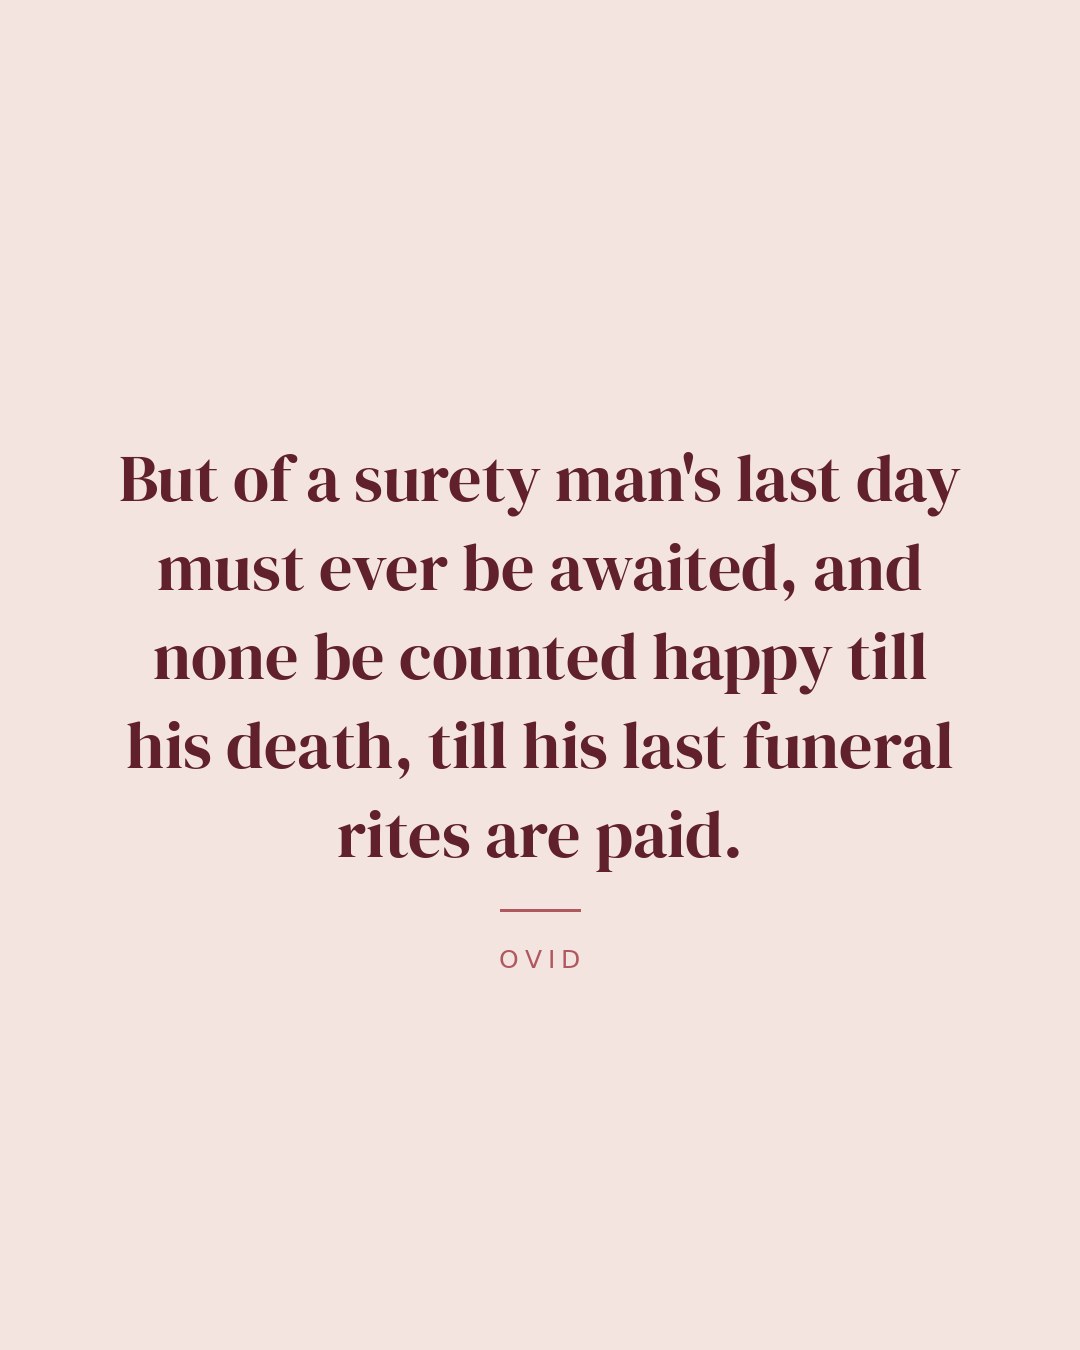 But of a surety man's last day
must ever be awaited, and
none be counted happy till
his death, till his last funeral
rites are paid.
OVID